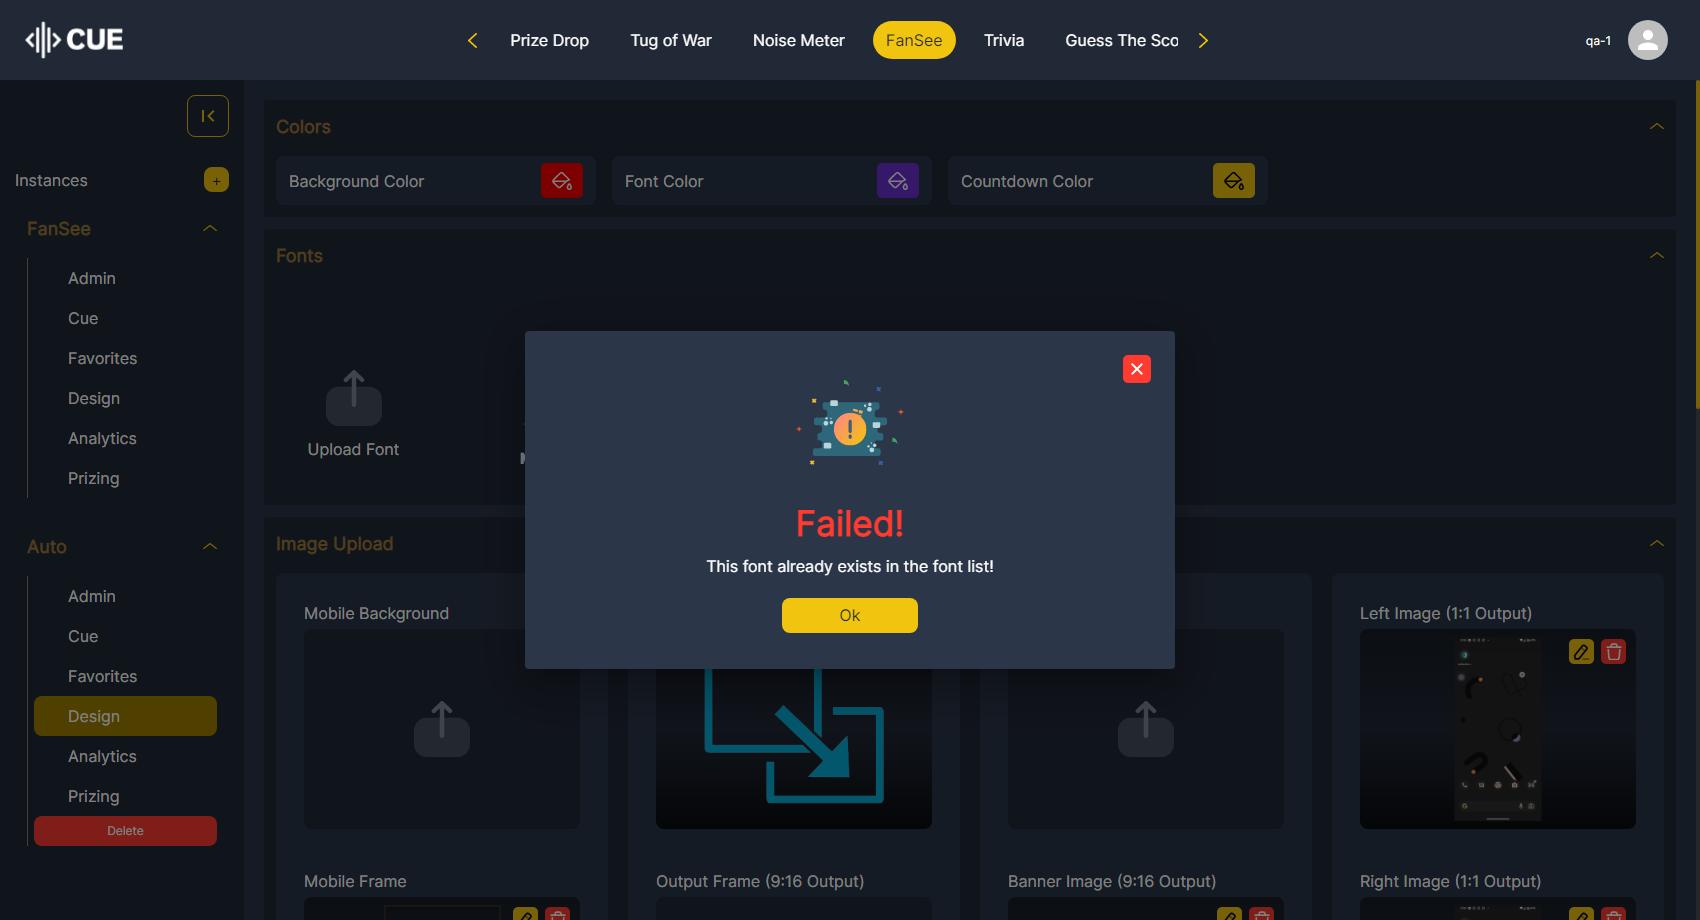 CUE
Prize Drop
Tug of War
Noise Meter
FanSee
Trivia
Guess The Sco
qa-1
Instances
+
FanSee
Admin
Cue
Favorites
Design
Analytics
Prizing
Auto
Admin
Cue
Favorites
Design
Analytics
Prizing
Delete
Colors
Background Color
Font Color
Countdown Color
Fonts
Upload Font
Failed!
This font already exists in the font list!
Ok
Image Upload
Mobile Background
Left Image (1:1 Output)
Mobile Frame
Output Frame (9:16 Output)
Banner Image (9:16 Output)
Right Image (1:1 Output)